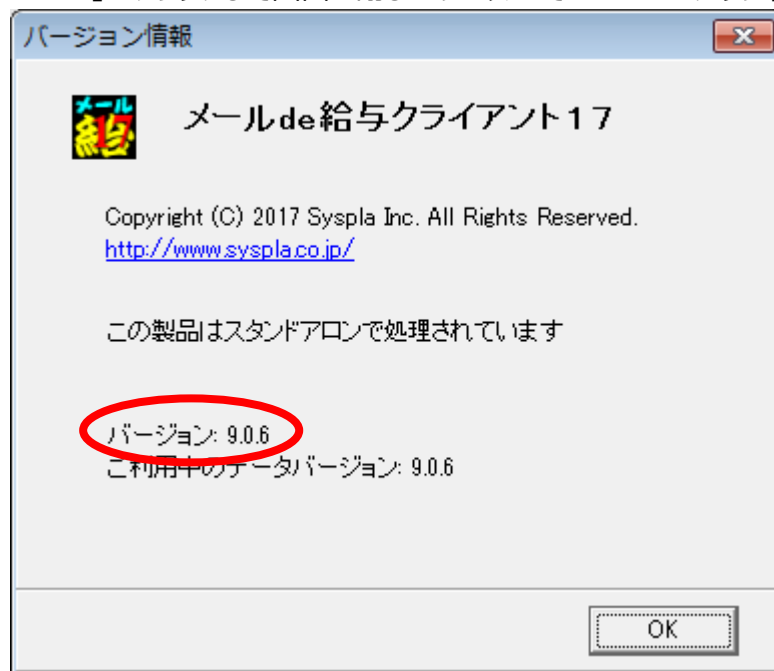 バージョン情報
メール
給
メールde給与クライアント17
Copyright (C) 2017 Syspla Inc. All Rights Reserved.
http://www.syspla.co.jp/
この製品はスタンドアロンで処理されています
バージョン: 9.0.6
ご利用中のデータバージョン: 9.0.6
OK